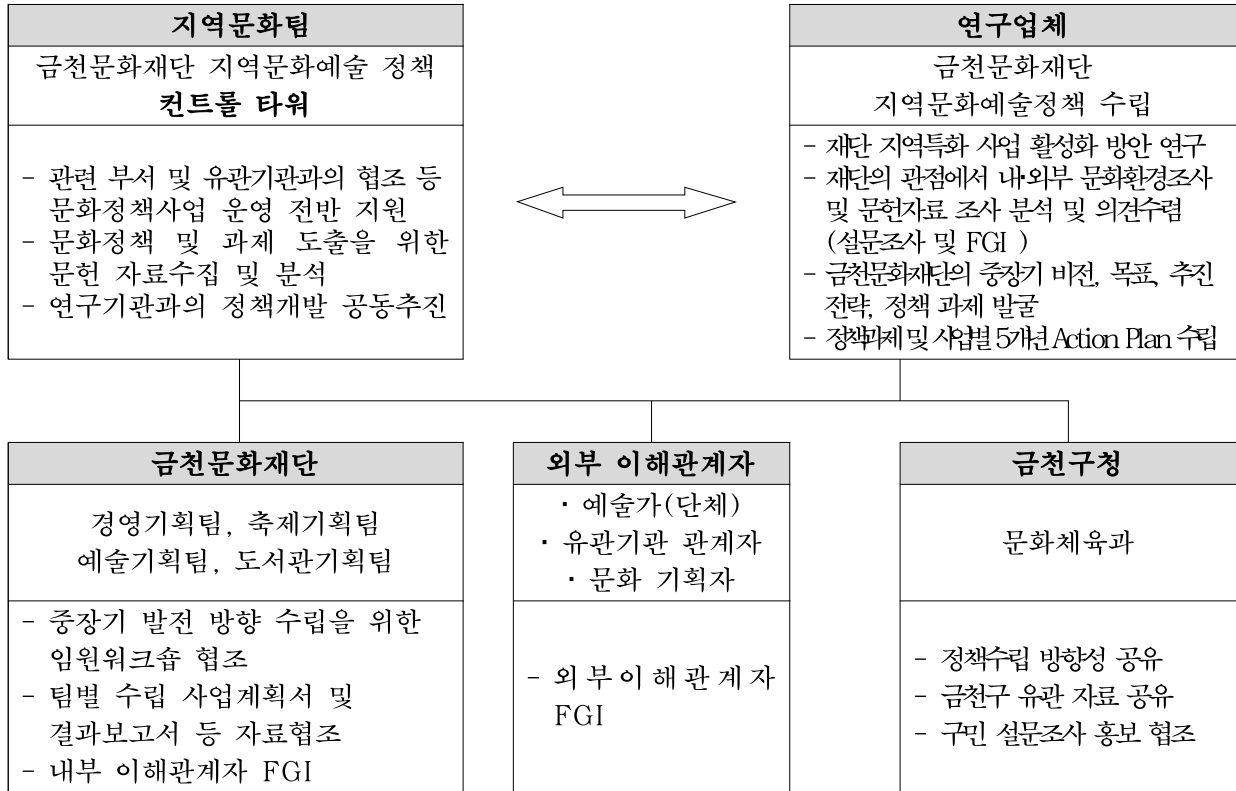 지역문화팀
금천문화재단 지역문화예술 정책
컨트롤 타워
- 관련 부서 및 유관기관과의 협조 등
문화정책사업 운영 전반 지원
- 문화정책 및 과제 도출을 위한
문헌 자료수집 및 분석
- 연구기관과의 정책개발 공동추진
연구업체
금천문화재단
지역문화예술정책 수립
- 재단 지역특화 사업 활성화 방안 연구
- 재단의 관점에서 내·외부 문화환경조사
및 문헌자료 조사 분석 및 의견수렴
(설문조사 및 FGI )
- 금천문화재단의 중장기 비전, 목표, 추진
전략, 정책 과제 발굴
- 정책과제 및 사업별 5개년 Action Plan 수립
금천문화재단
경영기획팀, 축제기획팀
예술기획팀, 도서관기획팀
- 중장기 발전 방향 수립을 위한
임원워크숍 협조
- 팀별 수립 사업계획서 및
결과보고서 등 자료협조
- 내부 이해관계자 FGI
외부 이해관계자
· 예술가(단체)
· 유관기관 관계자
· 문화 기획자
- 외부이해관계자
FGI
금천구청
문화체육과
- 정책수립 방향성 공유
- 금천구 유관 자료 공유
- 구민 설문조사 홍보 협조